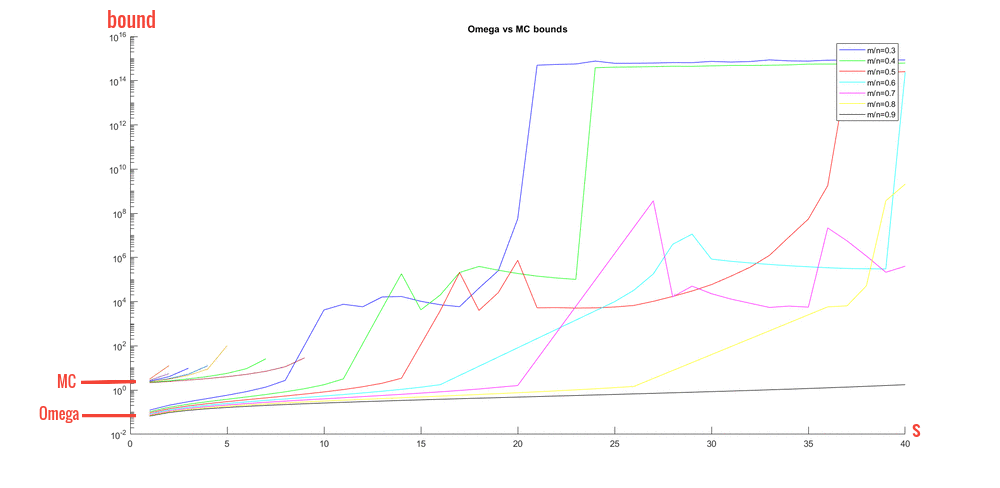 bound
Omega vs MC bounds
10^16
10^14
10^12
10^10
10^8
10^6
10^4
10^2
10^0
10^-2
m/n=0.3
m/n=0.4
m/n=0.5
m/n=0.6
m/n=0.7
m/n=0.8
m/n=0.9
MC
Omega
0 5 10 15 20 25 30 35 40
s